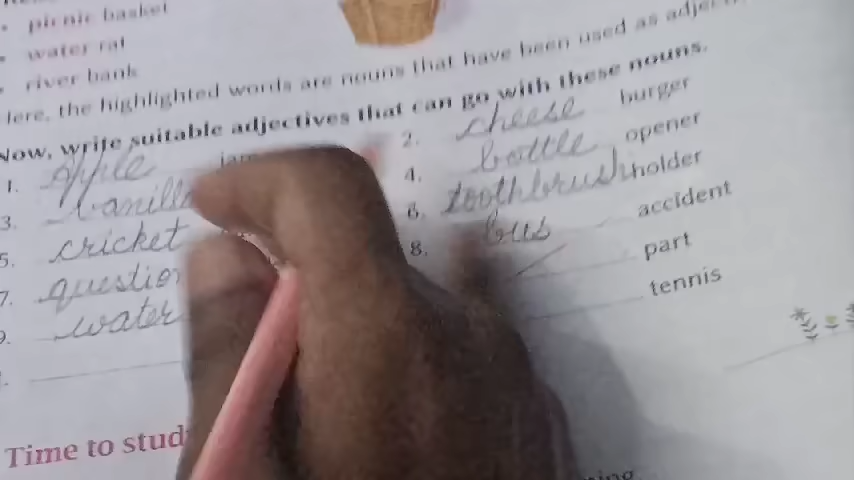 • picnic basket
• water rat
• river bank
Here, the highlighted words are nouns that have been used as
Now, write suitable adjectives that can go with these nouns.
1. Apple jam 2. cheese burger
3. vanilla 4. bottle opener
5. cricket 6. toothbrush holder
7. question 8. bus accident
9. water part
tennis
Time to